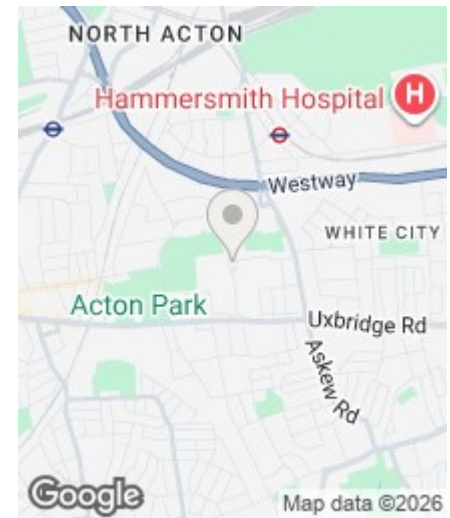 NORTH ACTON
Hammersmith Hospital H
Westway
WHITE CITY
Acton Park
Uxbridge Rd
Askew Rd
Google
Map data ©2026